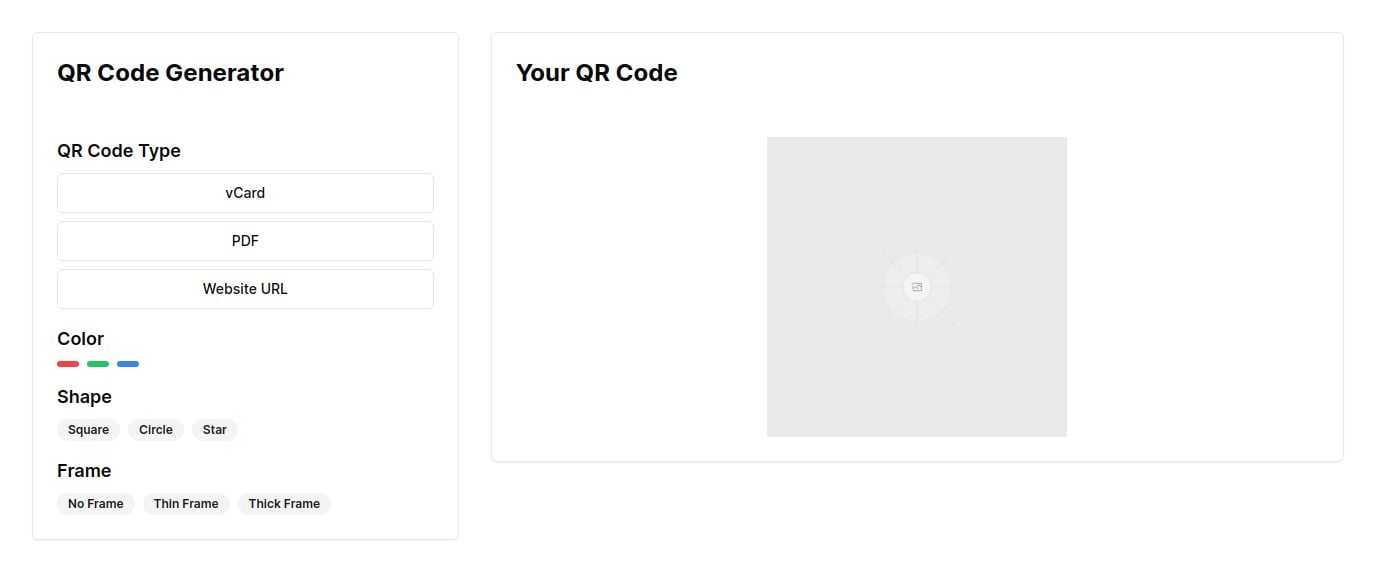 QR Code Generator
QR Code Type
vCard
PDF
Website URL
Color
Shape
Square Circle Star
Frame
No Frame Thin Frame Thick Frame
Your QR Code